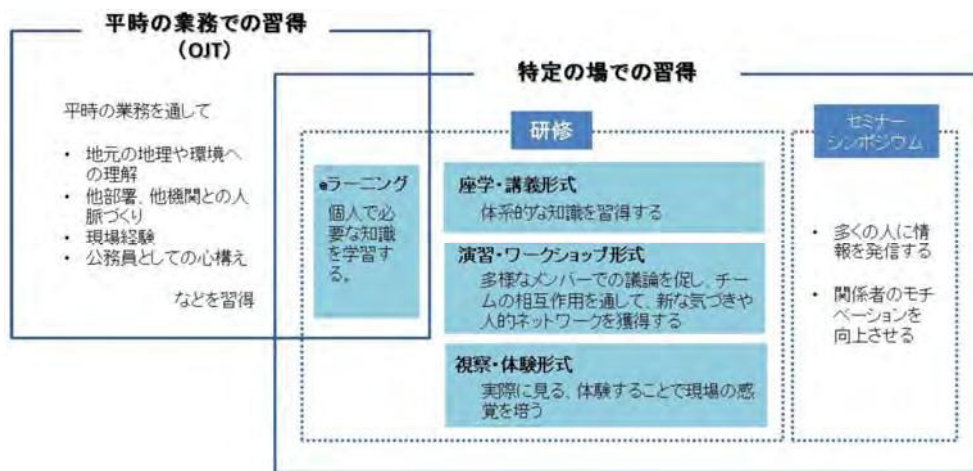 平時の業務での習得
(OJT)
平時の業務を通して
• 地元の地理や環境へ
の理解
• 他部署、他機関との人
脈づくり
• 現場経験
• 公務員としての心構え
などを習得
特定の場での習得
研修
eラーニング
個人で必
要な知識
を学習す
る。
座学・講義形式
体系的な知識を習得する
演習・ワークショップ形式
多様なメンバーでの議論を促し、チー
ムの相互作用を通して、新な気づきや
人的ネットワークを獲得する
視察・体験形式
実際に見る、体験することで現場の感
覚を培う
セミナー
シンポジウム
• 多くの人に情
報を発信する
• 関係者のモチ
ベーションを
向上させる